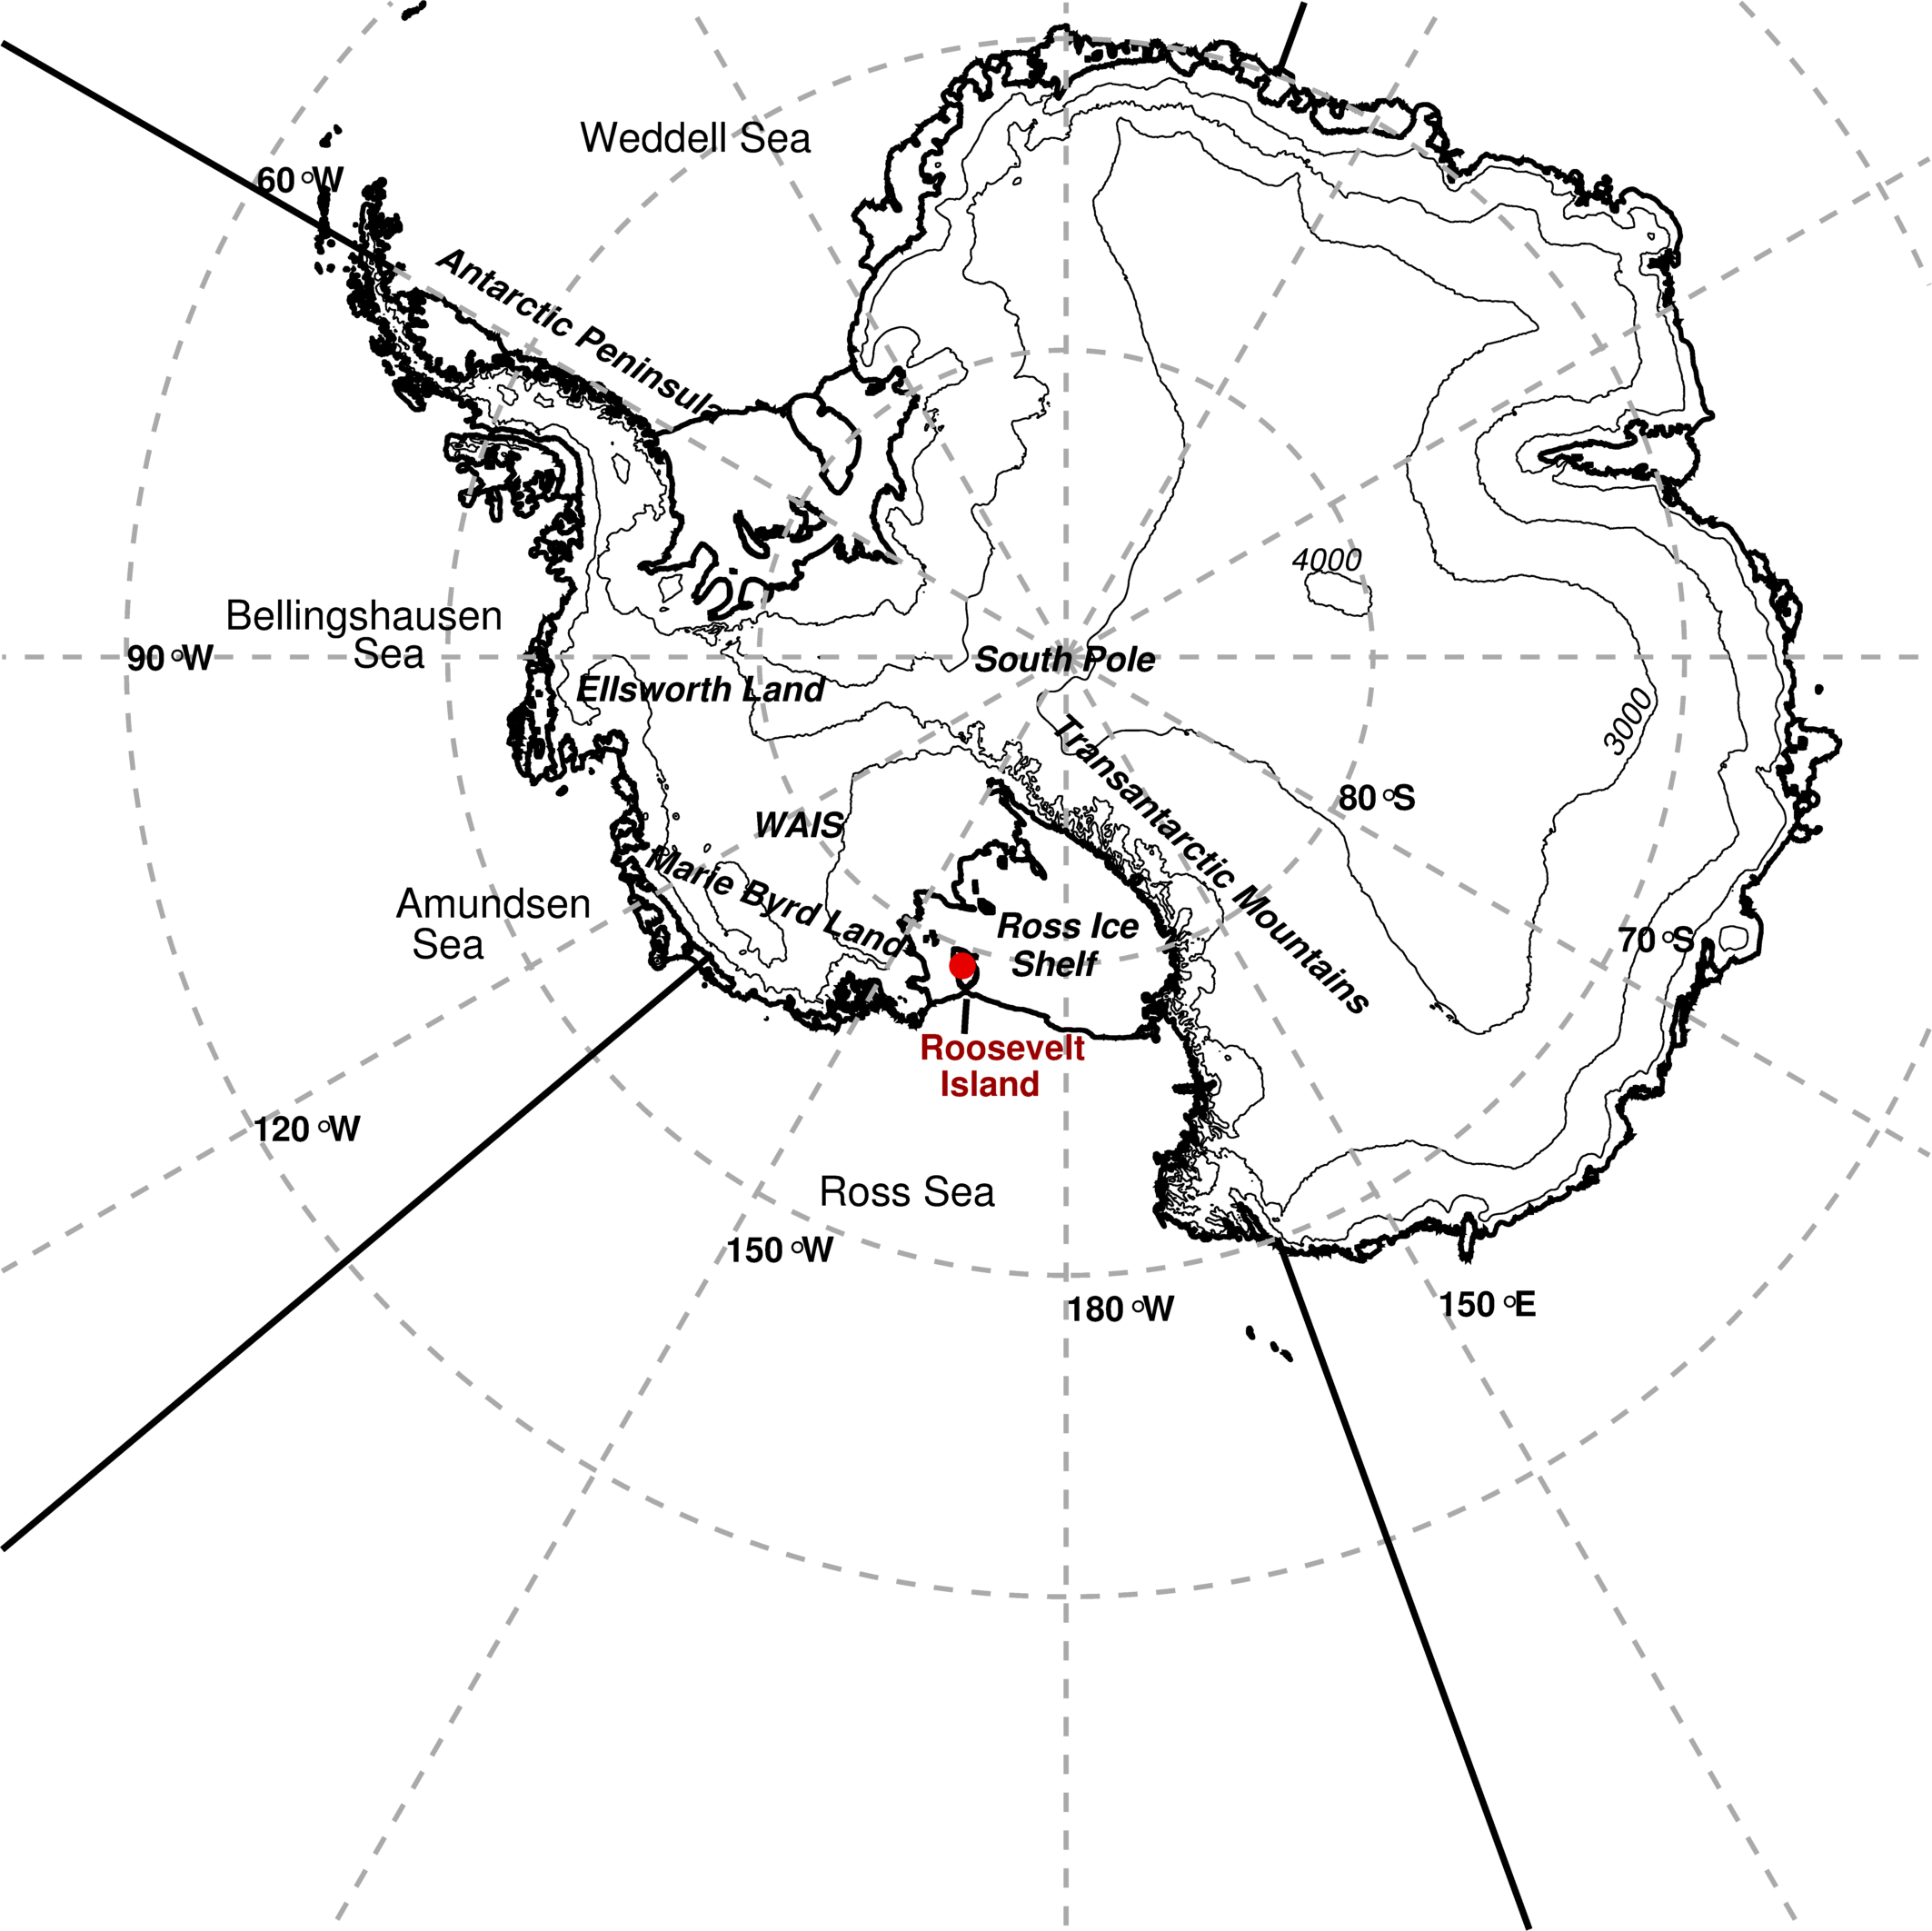 Weddell Sea
60 °W
Antarctic Peninsula
4000
Bellingshausen
Sea
90 °W
South Pole
Ellsworth Land
3000
Transantarctic Mountains
80 °S
WAIS
Marie Byrd Land
Amundsen
Sea
Ross Ice
Shelf
70 °S
Roosevelt
Island
120 °W
Ross Sea
150 °W
180 °W
150 °E